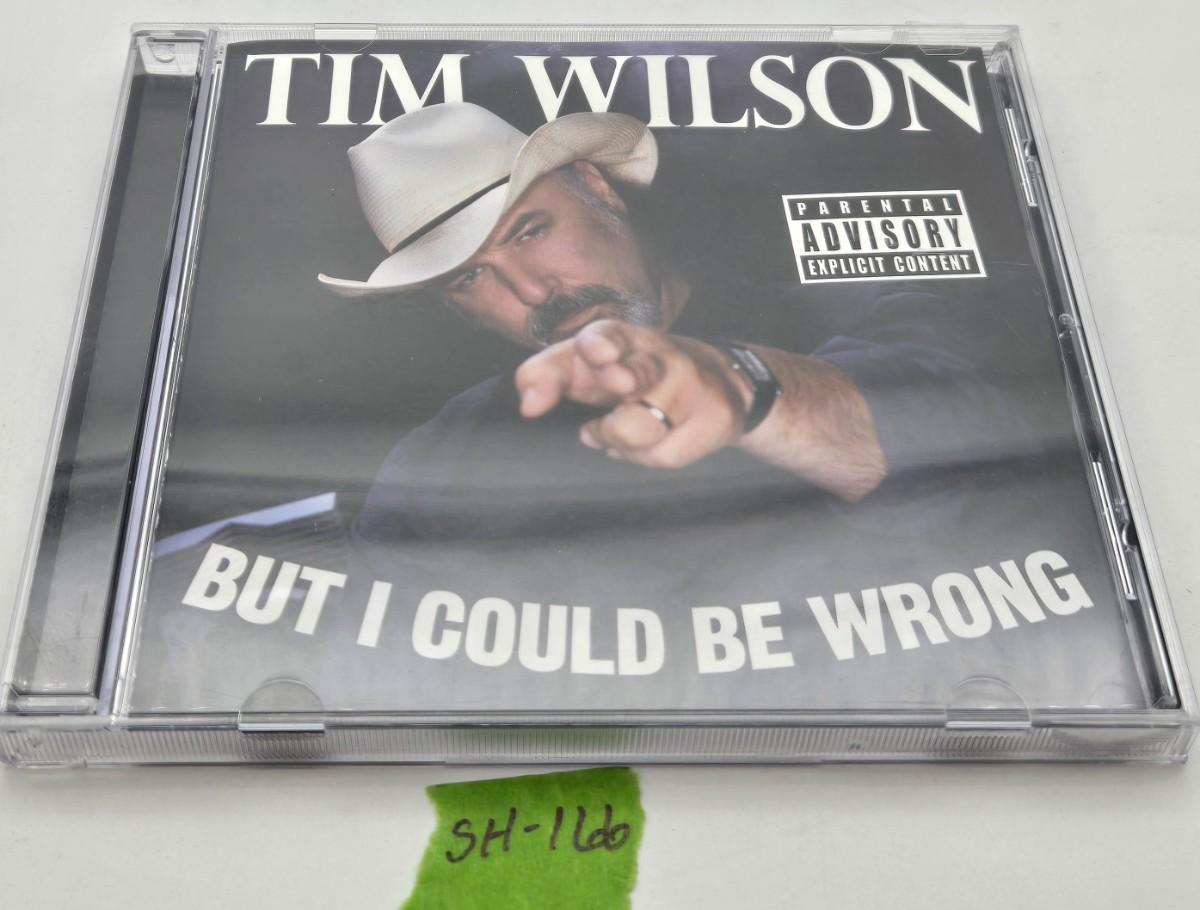 TIM WILSON
PARENTAL
ADVISORY
EXPLICIT CONTENT
BUT I COULD BE WRONG
SH-166